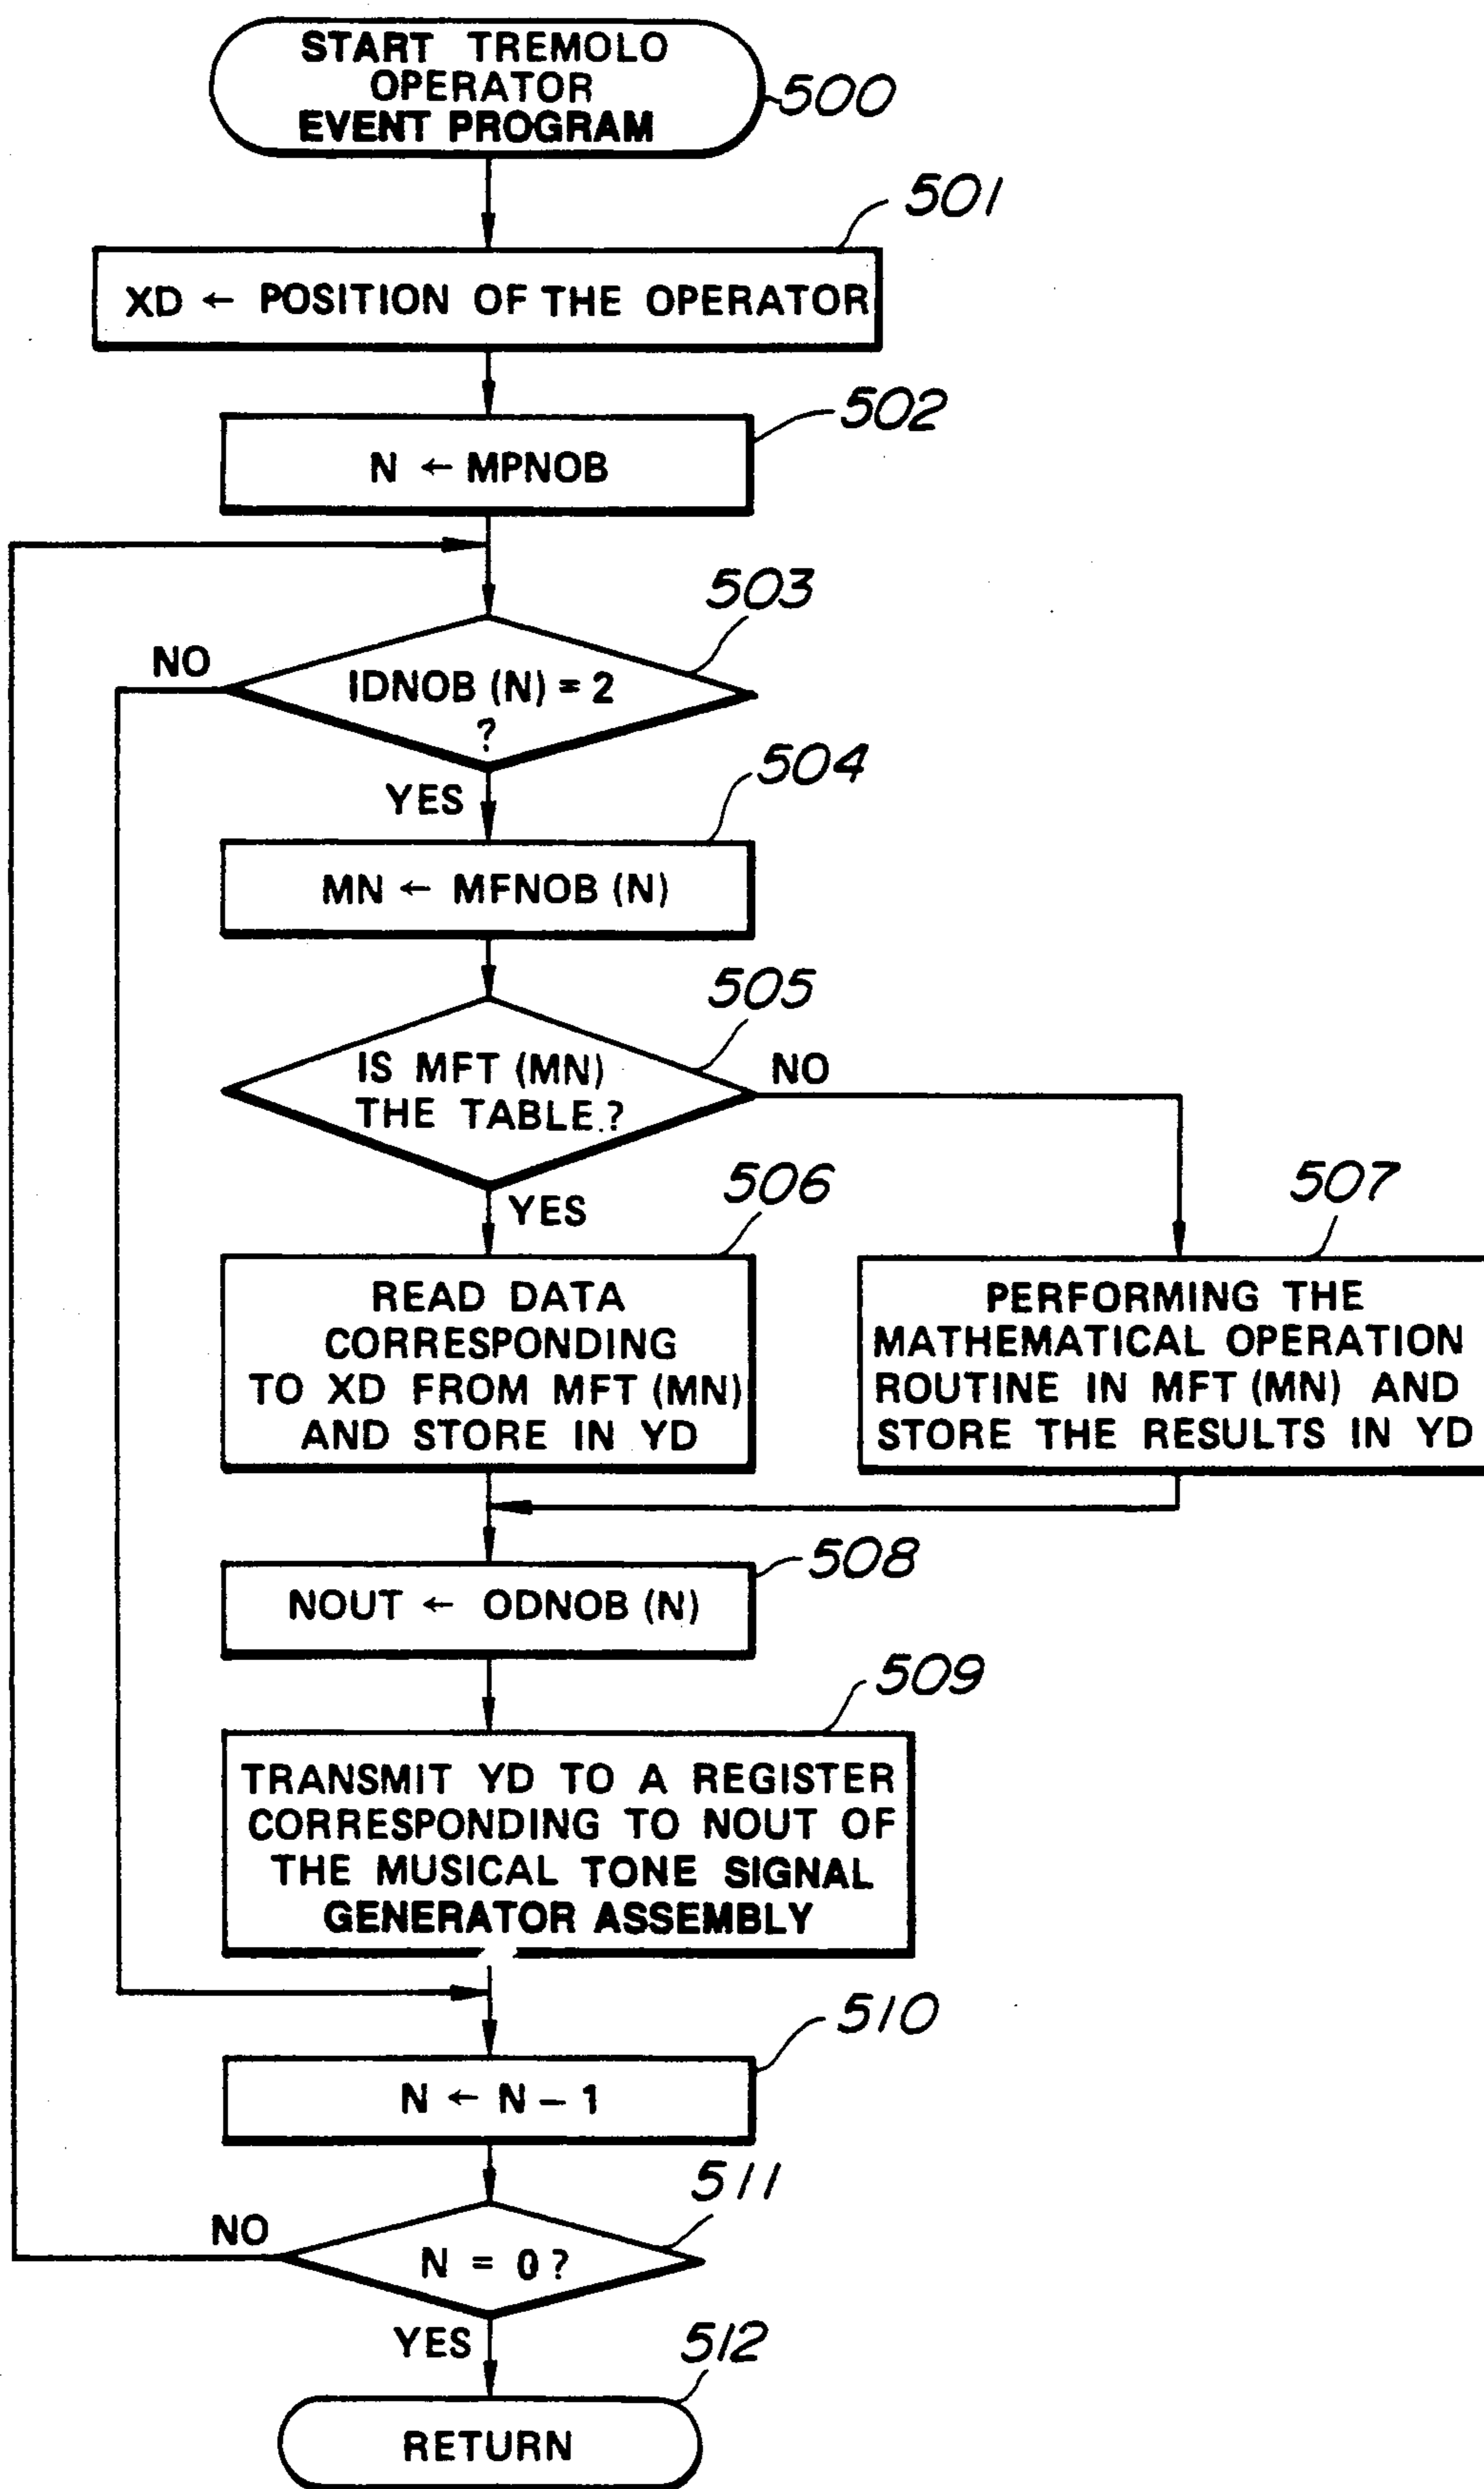 START TREMOLO
OPERATOR
EVENT PROGRAM
500
501
XD ← POSITION OF THE OPERATOR
502
N ← MPNOB
503
NO
IDNOB (N) = 2
?
YES
504
MN ← MFNOB (N)
505
IS MFT (MN)
THE TABLE ?
NO
YES
506
READ DATA
CORRESPONDING
TO XD FROM MFT (MN)
AND STORE IN YD
507
PERFORMING THE
MATHEMATICAL OPERATION
ROUTINE IN MFT (MN) AND
STORE THE RESULTS IN YD
508
NOUT ← ODNOB (N)
509
TRANSMIT YD TO A REGISTER
CORRESPONDING TO NOUT OF
THE MUSICAL TONE SIGNAL
GENERATOR ASSEMBLY
510
N ← N - 1
511
NO
N = 0 ?
YES
512
RETURN